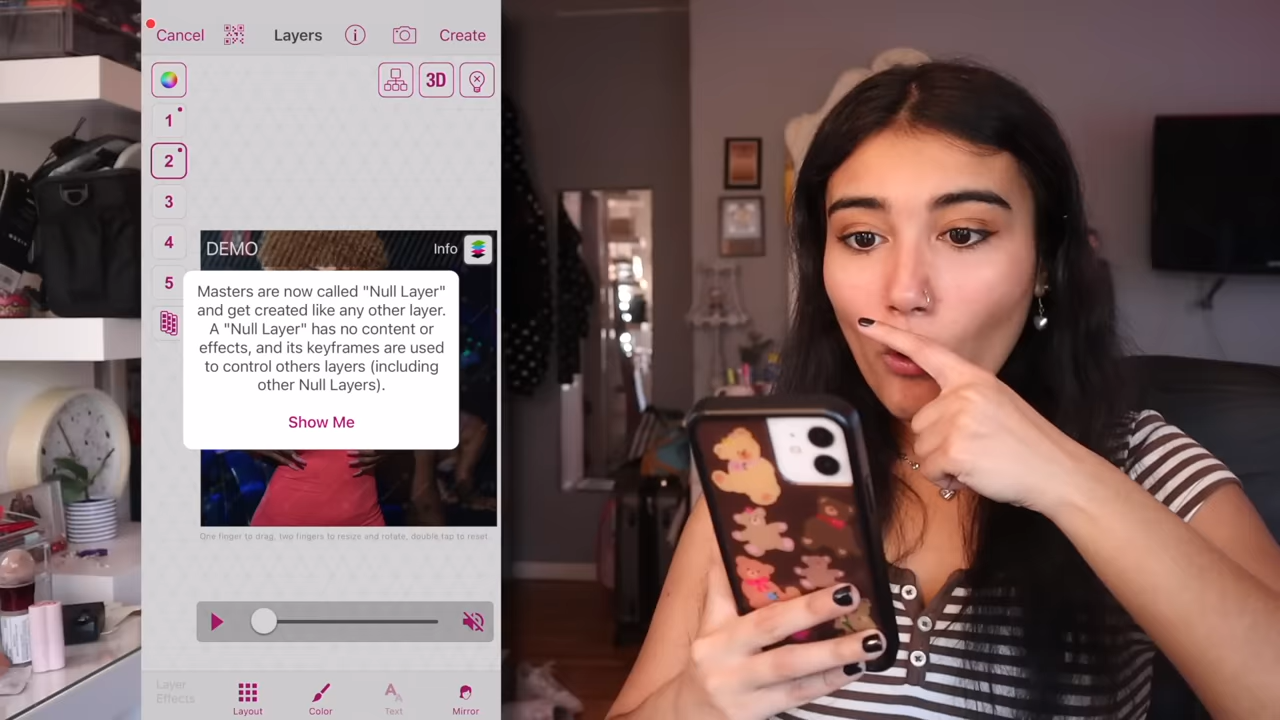 Cancel
Layers
Create
3D
1
2
3
4
5
DEMO
Info
Masters are now called "Null Layer"
and get created like any other layer.
A "Null Layer" has no content or
effects, and its keyframes are used
to control others layers (including
other Null Layers).
Show Me
One finger to drag, two fingers to resize and rotate, double tap to reset.
Layer
Effects
Layout
Color
Text
Mirror